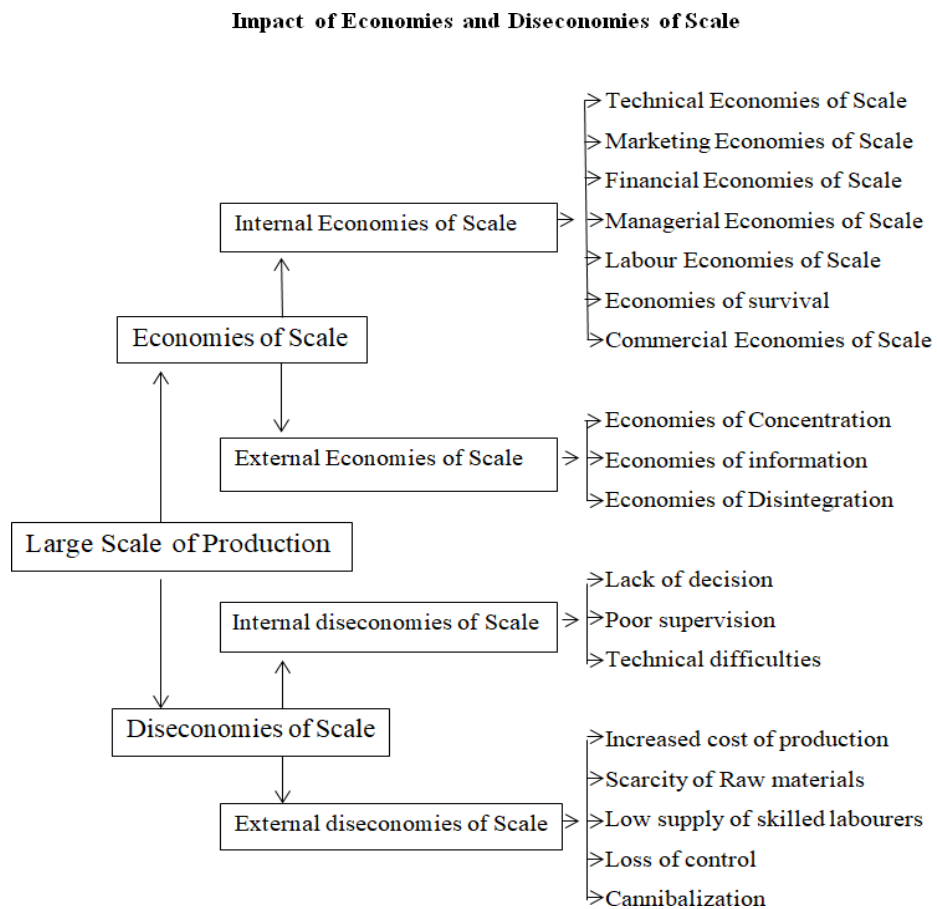 Impact of Economies and Diseconomies of Scale
Technical Economies of Scale
Marketing Economies of Scale
Financial Economies of Scale
Internal Economies of Scale
Managerial Economies of Scale
Labour Economies of Scale
Economies of survival
Economies of Scale
Commercial Economies of Scale
Economies of Concentration
External Economies of Scale
Economies of information
Economies of Disintegration
Large Scale of Production
Lack of decision
Internal diseconomies of Scale
Poor supervision
Technical difficulties
Diseconomies of Scale
Increased cost of production
Scarcity of Raw materials
External diseconomies of Scale
Low supply of skilled labourers
Loss of control
Cannibalization